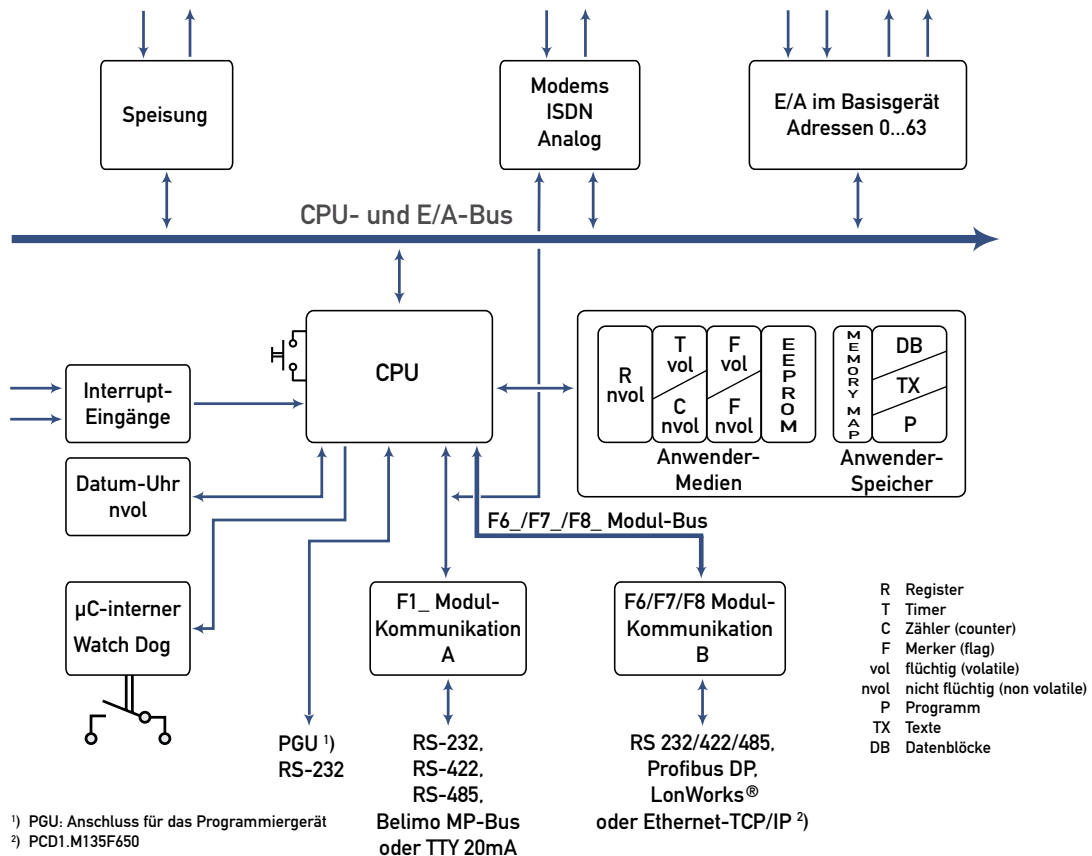 Speisung
Modems
ISDN
Analog
E/A im Basisgerät
Adressen 0...63
CPU- und E/A-Bus
CPU
Interrupt-
Eingänge
Datum-Uhr
nvol
µC-interner
Watch Dog
R
nvol
T
vol
C
nvol
F
vol
F
nvol
EEPROM
Anwender-
Medien
MEMORY MAP
DB
TX
P
Anwender-
Speicher
F6_/F7_/F8_ Modul-Bus
F1_ Modul-
Kommunikation
A
F6/F7/F8 Modul-
Kommunikation
B
PGU ¹)
RS-232
RS-232,
RS-422,
RS-485,
Belimo MP-Bus
oder TTY 20mA
RS 232/422/485,
Profibus DP,
LonWorks®
oder Ethernet-TCP/IP ²)
R Register
T Timer
C Zähler (counter)
F Merker (flag)
vol flüchtig (volatile)
nvol nicht flüchtig (non volatile)
P Programm
TX Texte
DB Datenblöcke
¹) PGU: Anschluss für das Programmiergerät
²) PCD1.M135F650